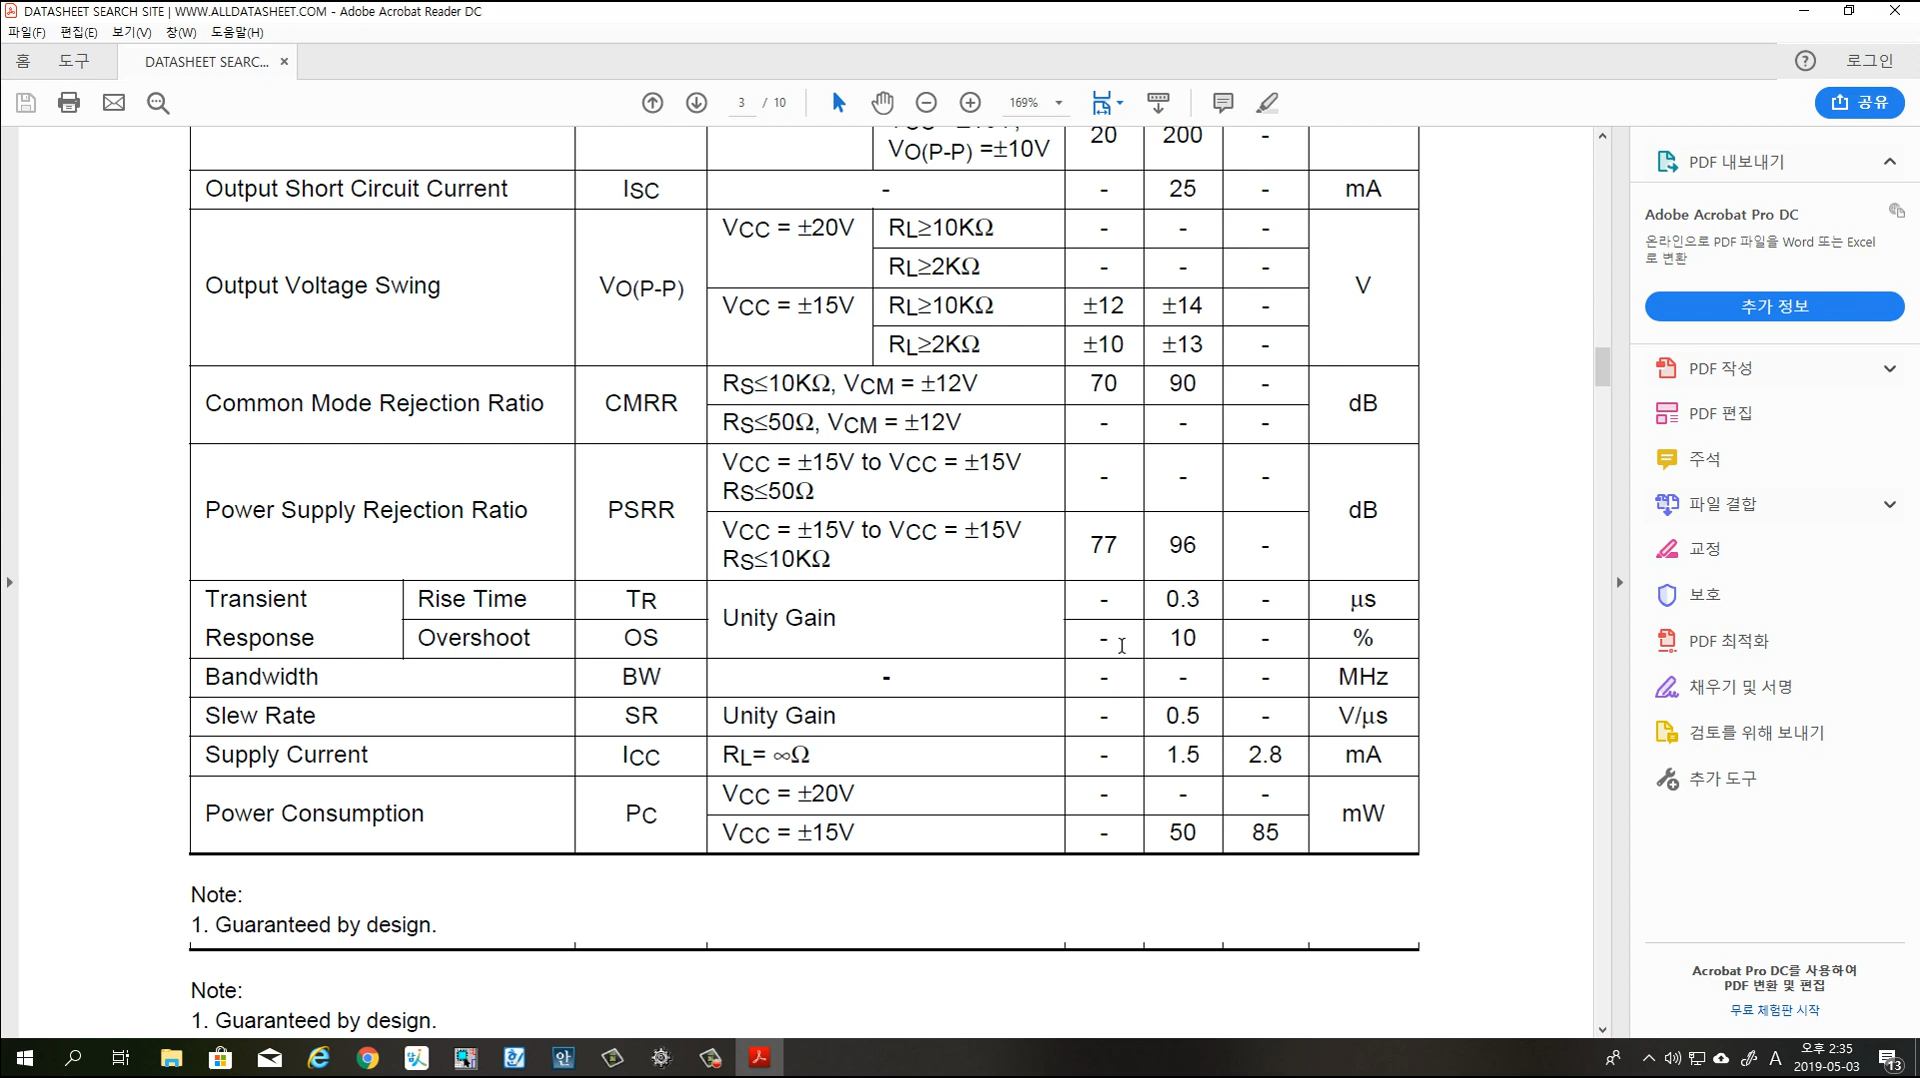 DATASHEET SEARCH SITE | WWW.ALLDATASHEET.COM - Adobe Acrobat Reader DC
파일(F) 편집(E) 보기(V) 창(W) 도움말(H)
홈 도구 DATASHEET SEARC... × ? 로그인
3 / 10 169% 공유
VO(P-P) =±10V 20 200 -
Output Short Circuit Current ISC - - 25 - mA
Output Voltage Swing VO(P-P) VCC = ±20V RL≥10KΩ - - - V
RL≥2KΩ - - -
VCC = ±15V RL≥10KΩ ±12 ±14 -
RL≥2KΩ ±10 ±13 -
Common Mode Rejection Ratio CMRR RS≤10KΩ, VCM = ±12V 70 90 - dB
RS≤50Ω, VCM = ±12V - - -
Power Supply Rejection Ratio PSRR VCC = ±15V to VCC = ±15V
RS≤50Ω - - - dB
VCC = ±15V to VCC = ±15V
RS≤10KΩ 77 96 -
Transient Rise Time TR Unity Gain - 0.3 - μs
Response Overshoot OS - 10 - %
Bandwidth BW - - - - MHz
Slew Rate SR Unity Gain - 0.5 - V/μs
Supply Current ICC RL= ∞Ω - 1.5 2.8 mA
Power Consumption PC VCC = ±20V - - - mW
VCC = ±15V - 50 85
Note:
1. Guaranteed by design.
Note:
1. Guaranteed by design.
PDF 내보내기
Adobe Acrobat Pro DC
온라인으로 PDF 파일을 Word 또는 Excel
로 변환
추가 정보
PDF 작성
PDF 편집
주석
파일 결합
교정
보호
PDF 최적화
채우기 및 서명
검토를 위해 보내기
추가 도구
Acrobat Pro DC를 사용하여
PDF 변환 및 편집
무료 체험판 시작
안 A 오후 2:35
2019-05-03 13